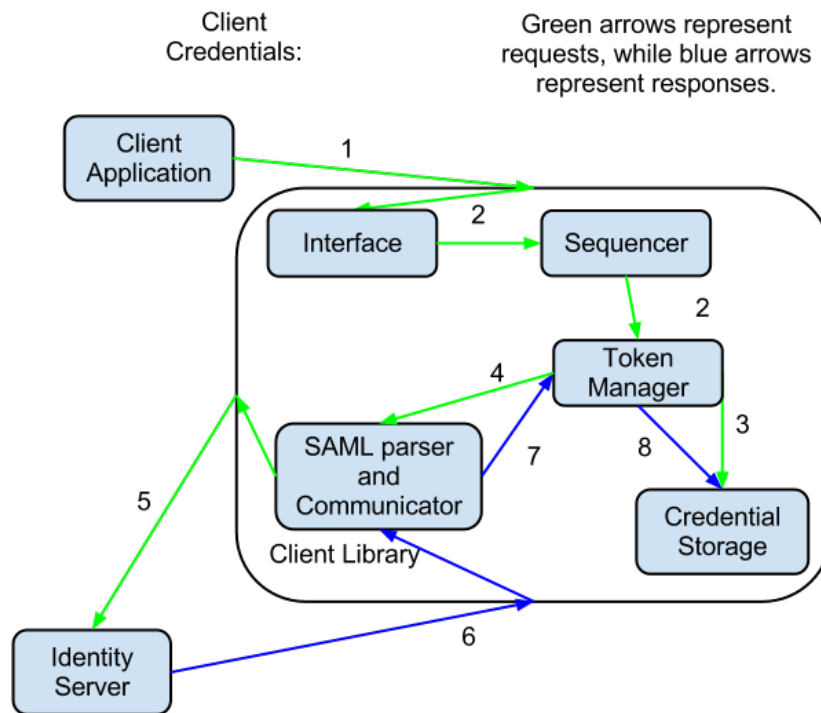 Client
Credentials:
Green arrows represent
requests, while blue arrows
represent responses.
Client
Application
1
Interface
2
Sequencer
2
Token
Manager
4
3
SAML parser
and
Communicator
7
8
Credential
Storage
5
Client Library
6
Identity
Server